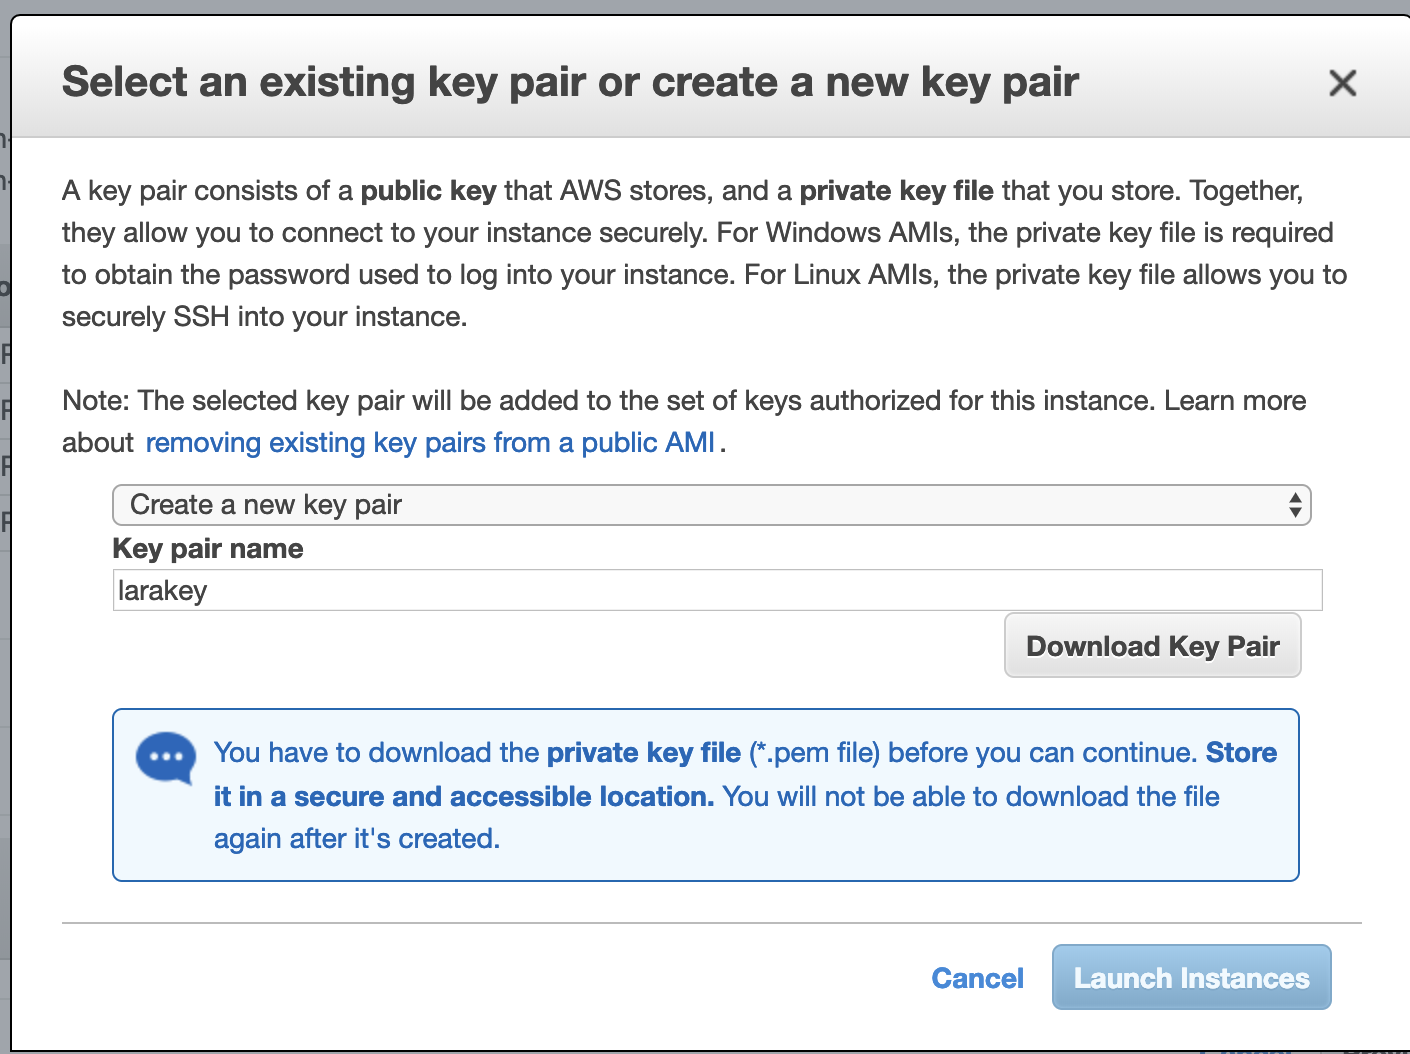 Select an existing key pair or create a new key pair
A key pair consists of a public key that AWS stores, and a private key file that you store. Together,
they allow you to connect to your instance securely. For Windows AMIs, the private key file is required
to obtain the password used to log into your instance. For Linux AMIs, the private key file allows you to
securely SSH into your instance.
Note: The selected key pair will be added to the set of keys authorized for this instance. Learn more
about removing existing key pairs from a public AMI .
Create a new key pair
Key pair name
larakey
Download Key Pair
You have to download the private key file (*.pem file) before you can continue. Store
it in a secure and accessible location. You will not be able to download the file
again after it's created.
Cancel Launch Instances